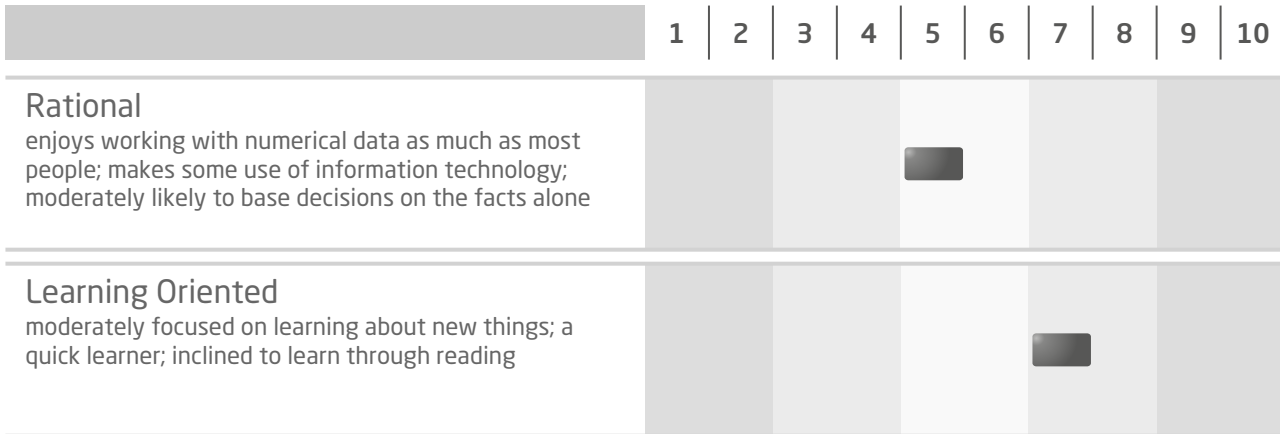 1 2 3 4 5 6 7 8 9 10
Rational
enjoys working with numerical data as much as most
people; makes some use of information technology;
moderately likely to base decisions on the facts alone
Learning Oriented
moderately focused on learning about new things; a
quick learner; inclined to learn through reading